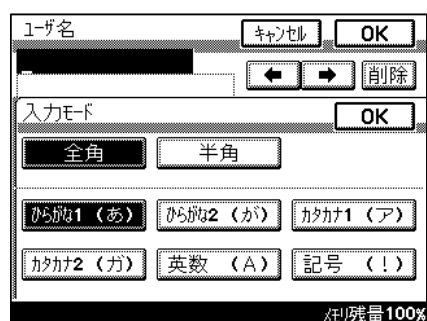 ﾕｰｻﾞ名 ｷｬﾝｾﾙ OK
← → 削除
入力ﾓｰﾄﾞ OK
全角 半角
ひらがな1 (あ) ひらがな2 (が) ｶﾀｶﾅ1 (ア)
ｶﾀｶﾅ2 (ガ) 英数 (A) 記号 (!)
ﾒﾓﾘ残量100%